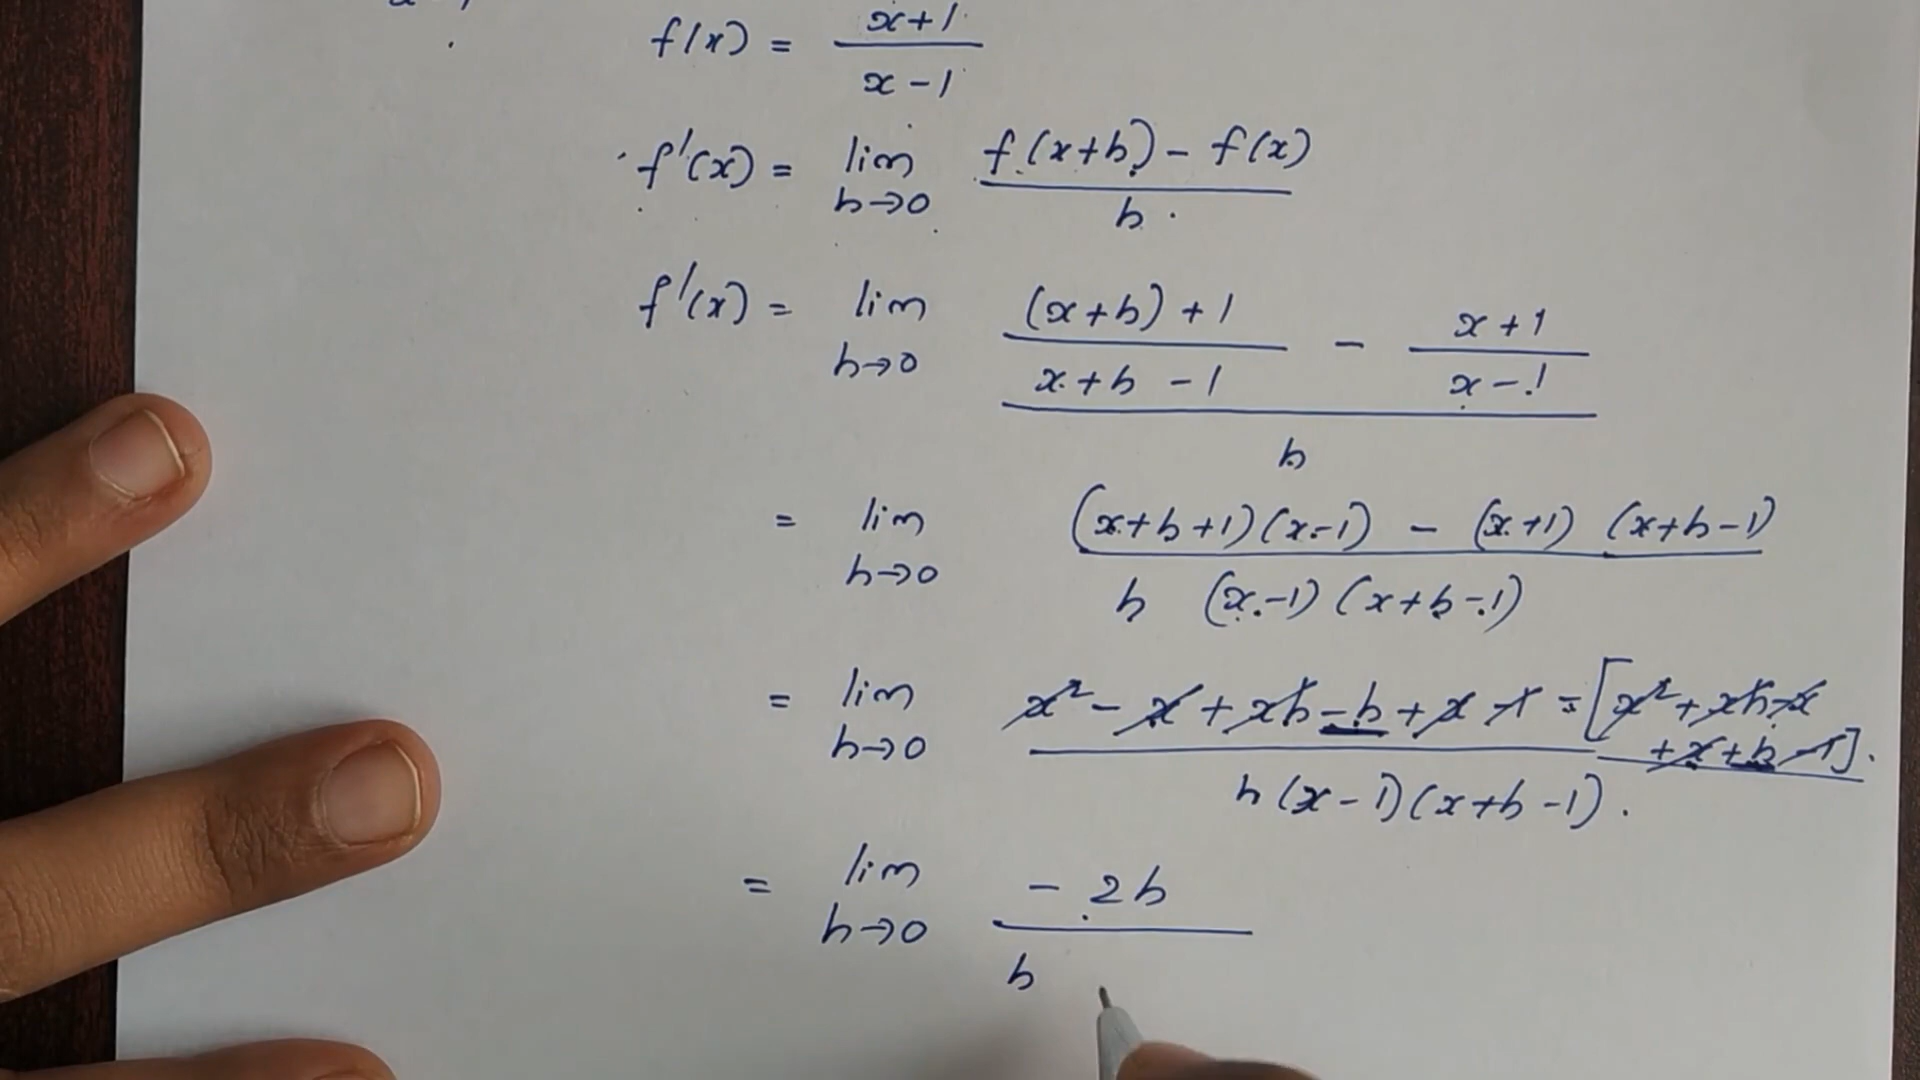 f(x) = x+1
x-1
f'(x) = lim f(x+h) - f(x)
h→0 h
f'(x) = lim (x+h)+1 - x+1
h→0 x+h-1 x-1
h
= lim (x+h+1)(x-1) - (x+1) (x+h-1)
h→0 h (x-1)(x+h-1)
= lim x² - x + xh - h + x - 1 - [x² + xh - x
h→0 + x + h - 1].
h(x-1)(x+h-1).
= lim - 2h
h→0 h